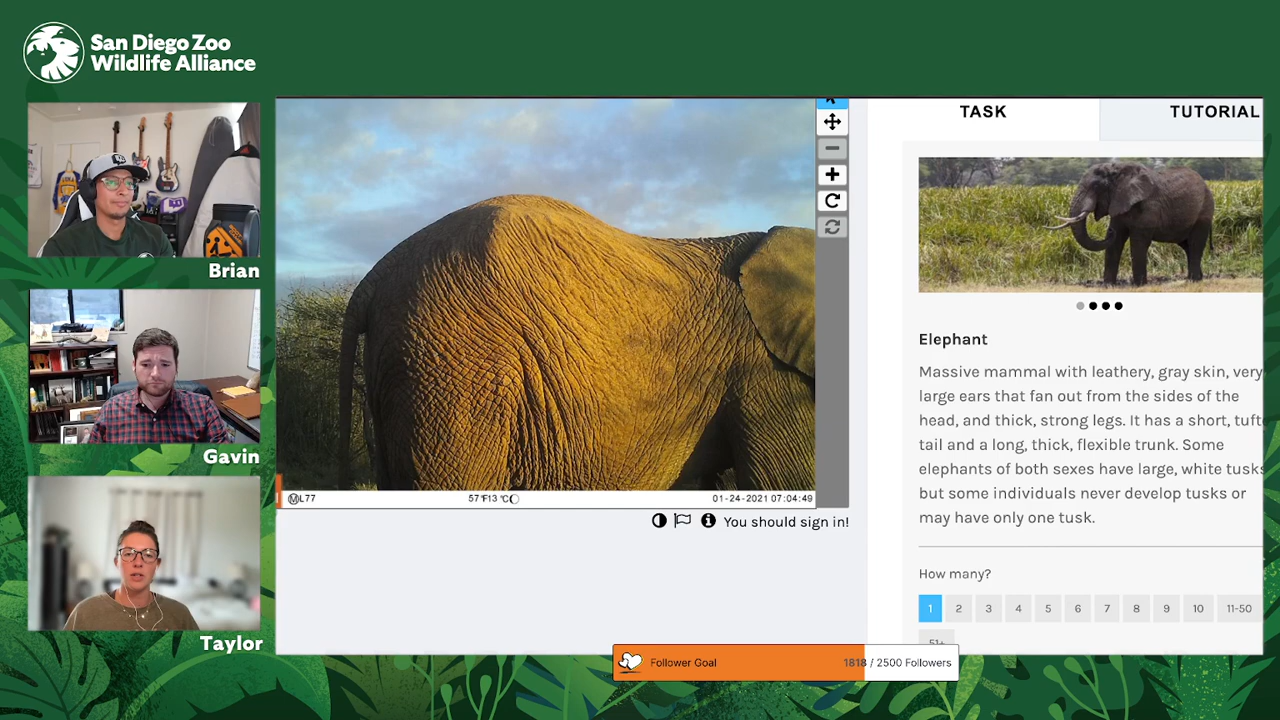 San Diego Zoo
Wildlife Alliance
Brian
Gavin
Taylor
L77
57°F13 °C
01-24-2021 07:04:49
You should sign in!
TASK
TUTORIAL
Elephant
Massive mammal with leathery, gray skin, very
large ears that fan out from the sides of the
head, and thick, strong legs. It has a short, tufte
tail and a long, thick, flexible trunk. Some
elephants of both sexes have large, white tusks
but some individuals never develop tusks or
may have only one tusk.
How many?
1 2 3 4 5 6 7 8 9 10 11-50
51+
Follower Goal
1818 / 2500 Followers